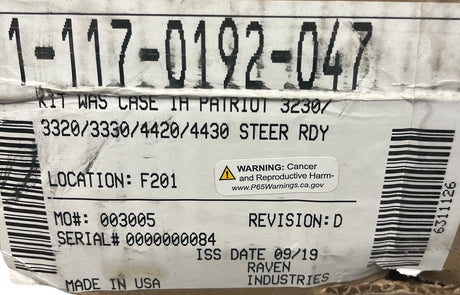 1-117-0192-047
KIT WAS CASE IH PATRIOT 3230/
3320/3330/4420/4430 STEER RDY
LOCATION: F201
WARNING: Cancer
and Reproductive Harm-
www.P65Warnings.ca.gov
MO#: 003005
REVISION: D
SERIAL# 0000000084
ISS DATE 09/19
RAVEN
INDUSTRIES
MADE IN USA
6311126